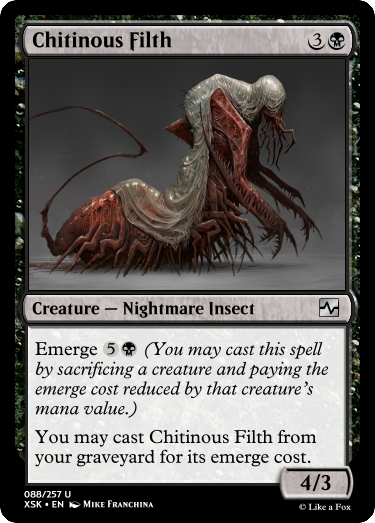 Chitinous Filth 3
Creature — Nightmare Insect
Emerge 5 (You may cast this spell
by sacrificing a creature and paying the
emerge cost reduced by that creature's
mana value.)
You may cast Chitinous Filth from
your graveyard for its emerge cost.
4/3
088/257 U
XSK • EN Mike Franchina
© Like a Fox